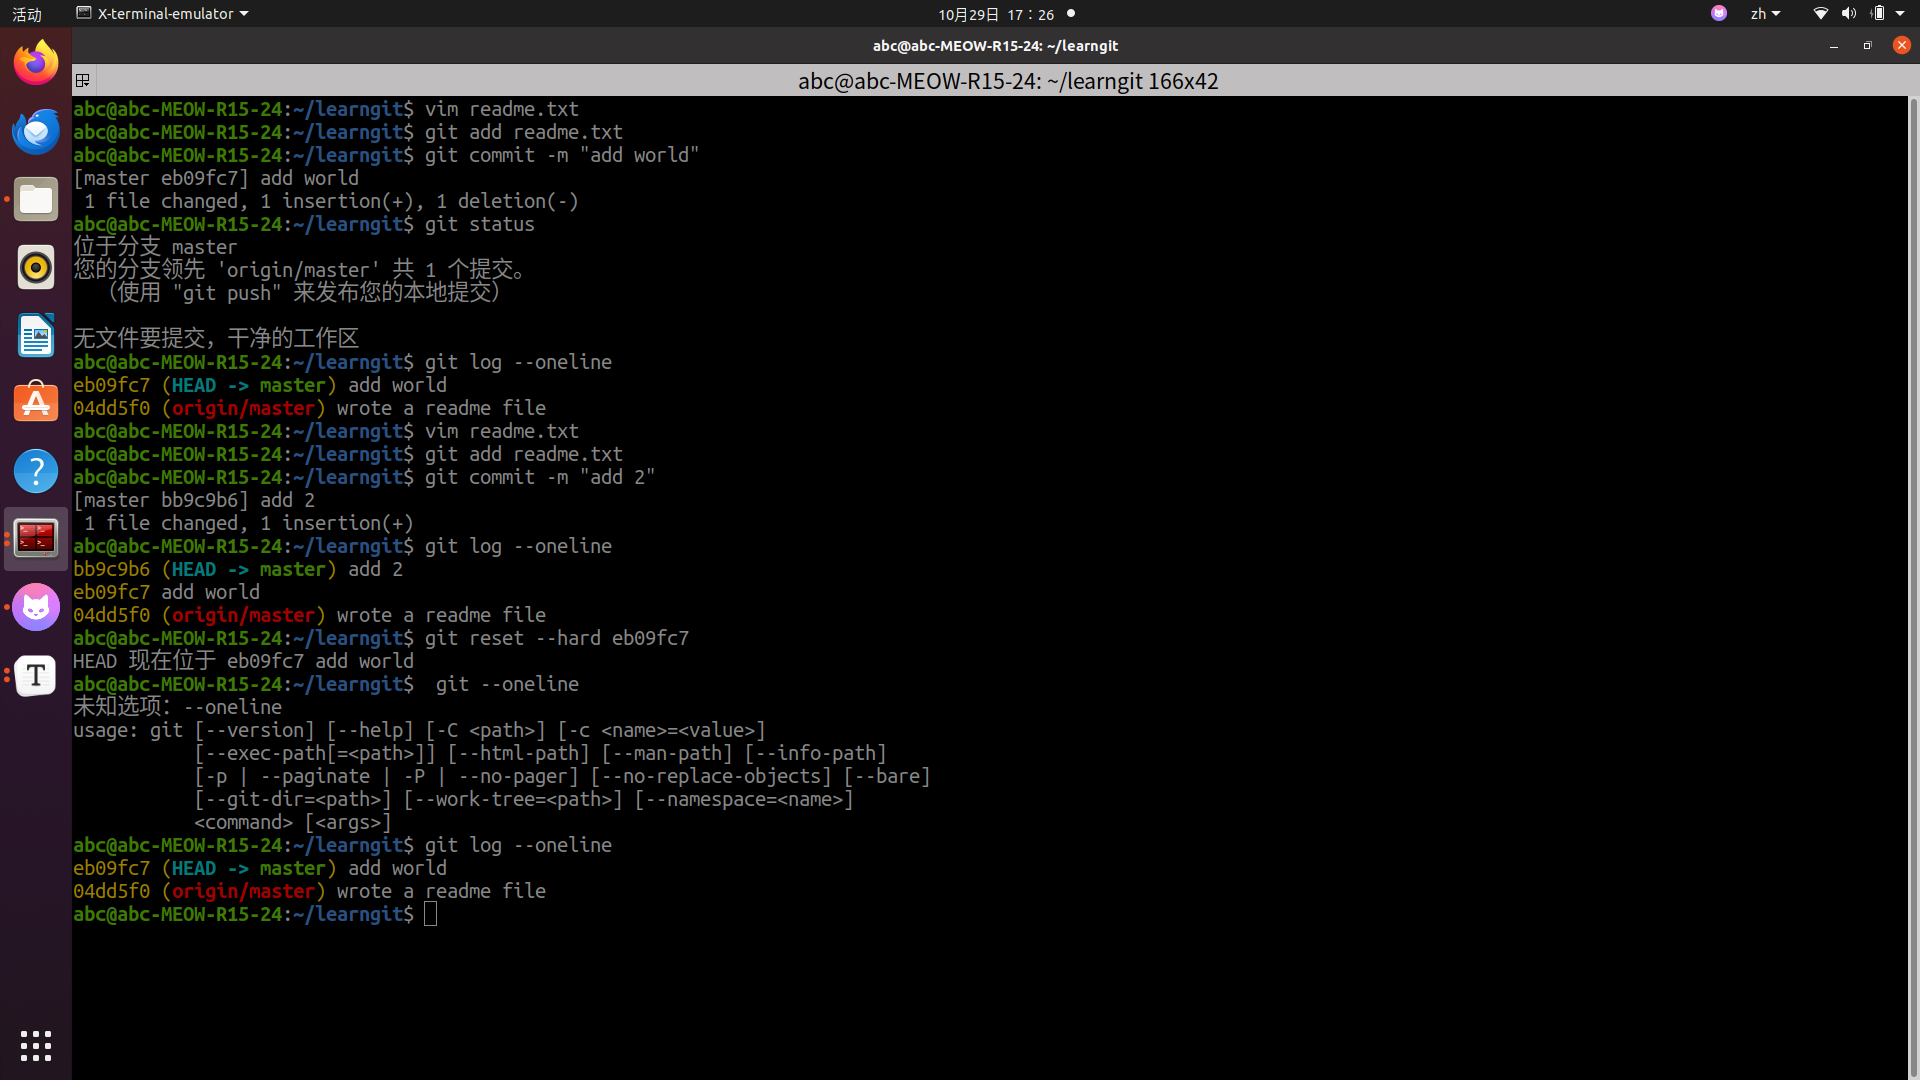 活动
X-terminal-emulator
10月29日 17：26
zh
abc@abc-MEOW-R15-24: ~/learngit
abc@abc-MEOW-R15-24: ~/learngit 166x42
abc@abc-MEOW-R15-24:~/learngit$ vim readme.txt
abc@abc-MEOW-R15-24:~/learngit$ git add readme.txt
abc@abc-MEOW-R15-24:~/learngit$ git commit -m "add world"
[master eb09fc7] add world
 1 file changed, 1 insertion(+), 1 deletion(-)
abc@abc-MEOW-R15-24:~/learngit$ git status
位于分支 master
您的分支领先 'origin/master' 共 1 个提交。
  （使用 "git push" 来发布您的本地提交）
无文件要提交，干净的工作区
abc@abc-MEOW-R15-24:~/learngit$ git log --oneline
eb09fc7 (HEAD -> master) add world
04dd5f0 (origin/master) wrote a readme file
abc@abc-MEOW-R15-24:~/learngit$ vim readme.txt
abc@abc-MEOW-R15-24:~/learngit$ git add readme.txt
abc@abc-MEOW-R15-24:~/learngit$ git commit -m "add 2"
[master bb9c9b6] add 2
 1 file changed, 1 insertion(+)
abc@abc-MEOW-R15-24:~/learngit$ git log --oneline
bb9c9b6 (HEAD -> master) add 2
eb09fc7 add world
04dd5f0 (origin/master) wrote a readme file
abc@abc-MEOW-R15-24:~/learngit$ git reset --hard eb09fc7
HEAD 现在位于 eb09fc7 add world
abc@abc-MEOW-R15-24:~/learngit$  git --oneline
未知选项：--oneline
usage: git [--version] [--help] [-C <path>] [-c <name>=<value>]
           [--exec-path[=<path>]] [--html-path] [--man-path] [--info-path]
           [-p | --paginate | -P | --no-pager] [--no-replace-objects] [--bare]
           [--git-dir=<path>] [--work-tree=<path>] [--namespace=<name>]
           <command> [<args>]
abc@abc-MEOW-R15-24:~/learngit$ git log --oneline
eb09fc7 (HEAD -> master) add world
04dd5f0 (origin/master) wrote a readme file
abc@abc-MEOW-R15-24:~/learngit$